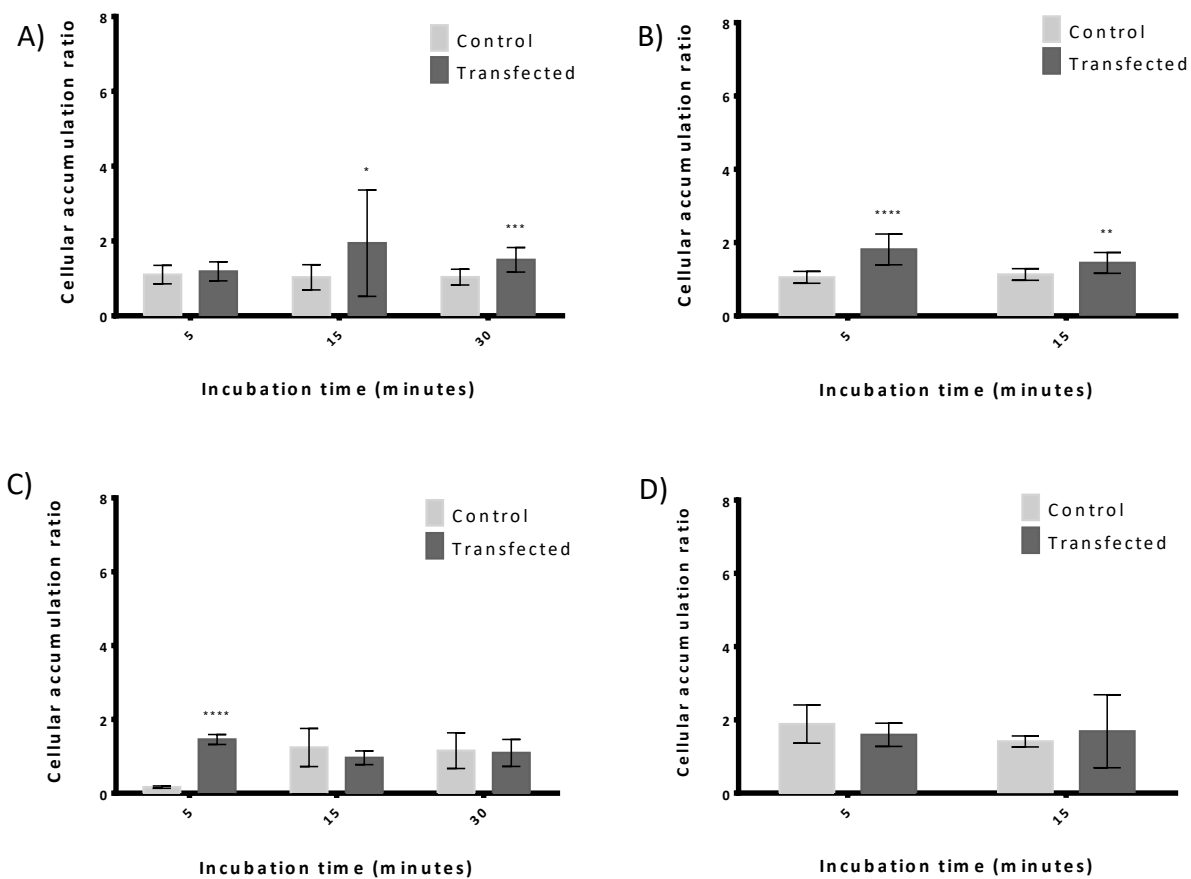 A)
Cellular accumulation ratio
8
6
4
2
0
Control
Transfected
*
***
5
15
30
Incubation time (minutes)
B)
Cellular accumulation ratio
8
6
4
2
0
Control
Transfected
****
**
5
15
Incubation time (minutes)
C)
Cellular accumulation ratio
8
6
4
2
0
Control
Transfected
****
5
15
30
Incubation time (minutes)
D)
Cellular accumulation ratio
8
6
4
2
0
Control
Transfected
5
15
Incubation time (minutes)